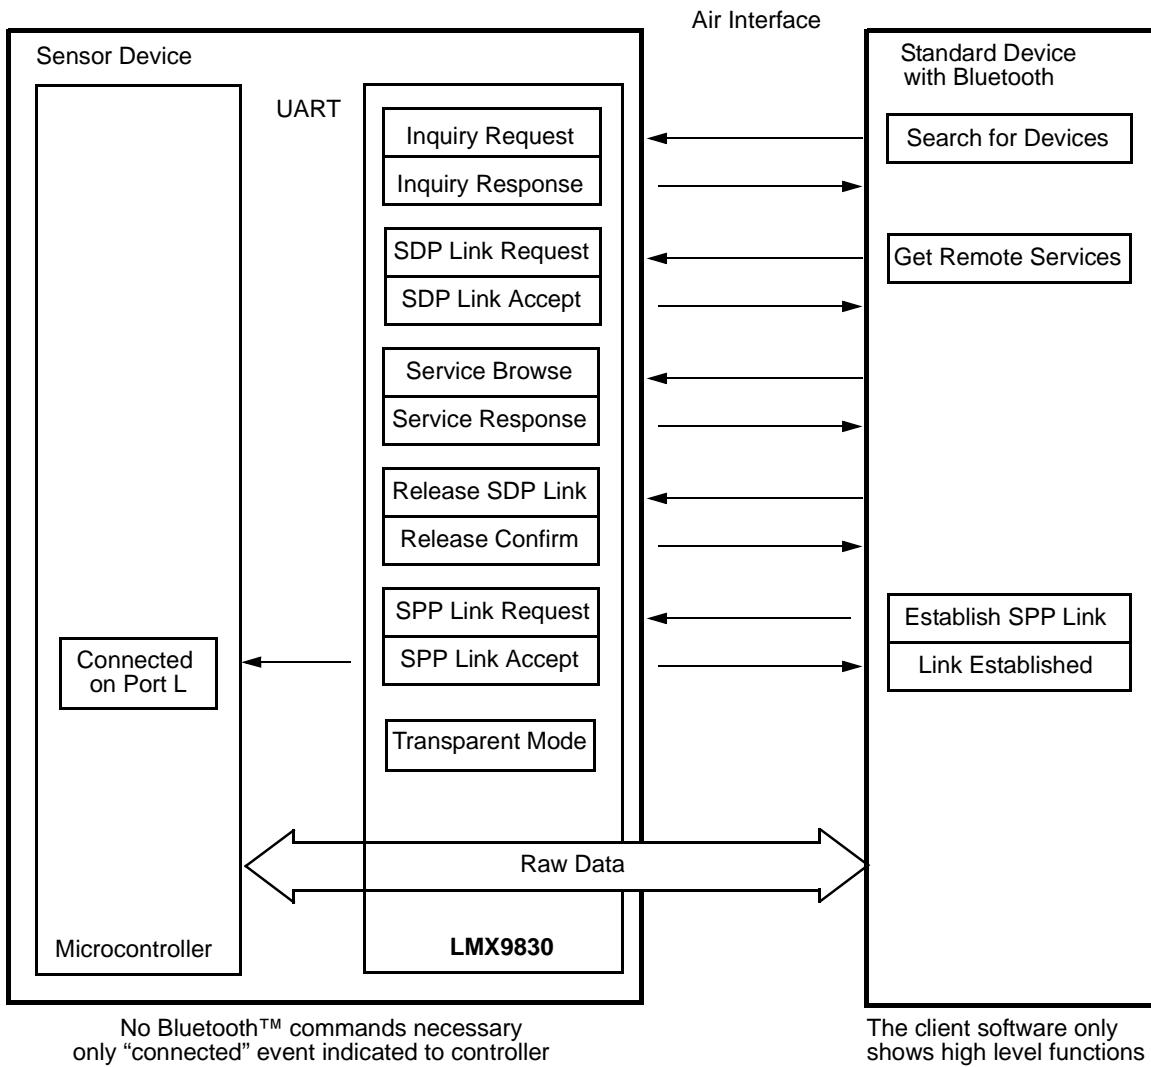 Air Interface
Sensor Device
Standard Device
with Bluetooth
UART
Inquiry Request
Search for Devices
Inquiry Response
SDP Link Request
Get Remote Services
SDP Link Accept
Service Browse
Service Response
Release SDP Link
Release Confirm
SPP Link Request
Establish SPP Link
Connected
on Port L
SPP Link Accept
Link Established
Transparent Mode
Raw Data
Microcontroller
LMX9830
No Bluetooth™ commands necessary
only “connected” event indicated to controller
The client software only
shows high level functions